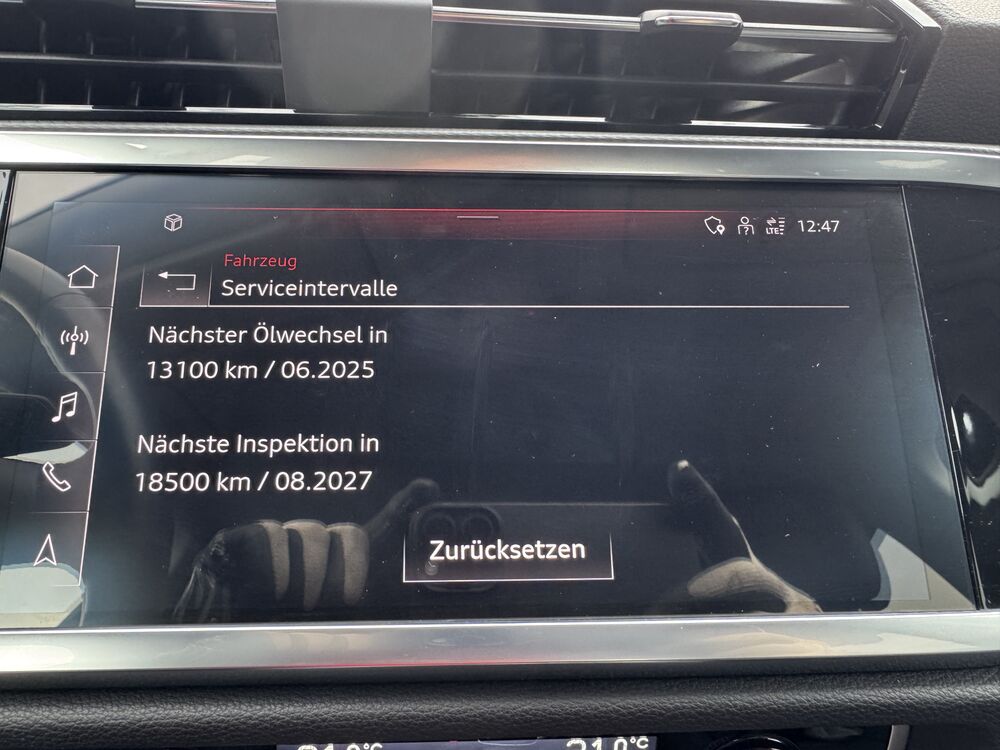 LTE 12:47
Fahrzeug
Serviceintervalle
Nächster Ölwechsel in
13100 km / 06.2025
Nächste Inspektion in
18500 km / 08.2027
Zurücksetzen